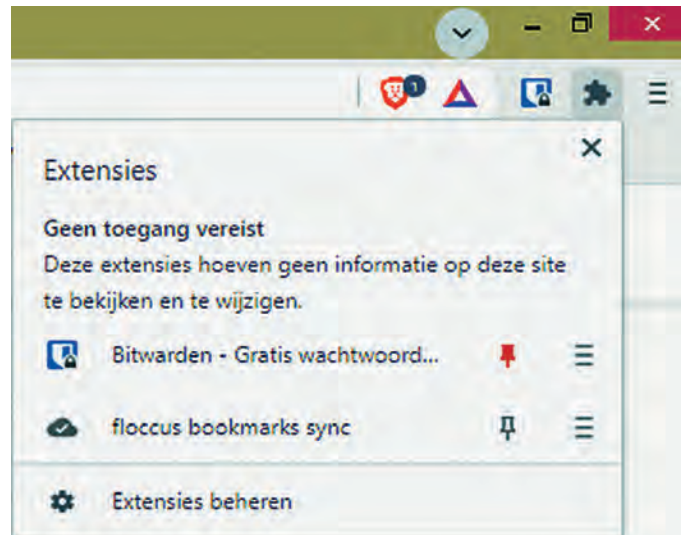 1
Extensies
Geen toegang vereist
Deze extensies hoeven geen informatie op deze site
te bekijken en te wijzigen.
Bitwarden - Gratis wachtwoord...
floccus bookmarks sync
Extensies beheren